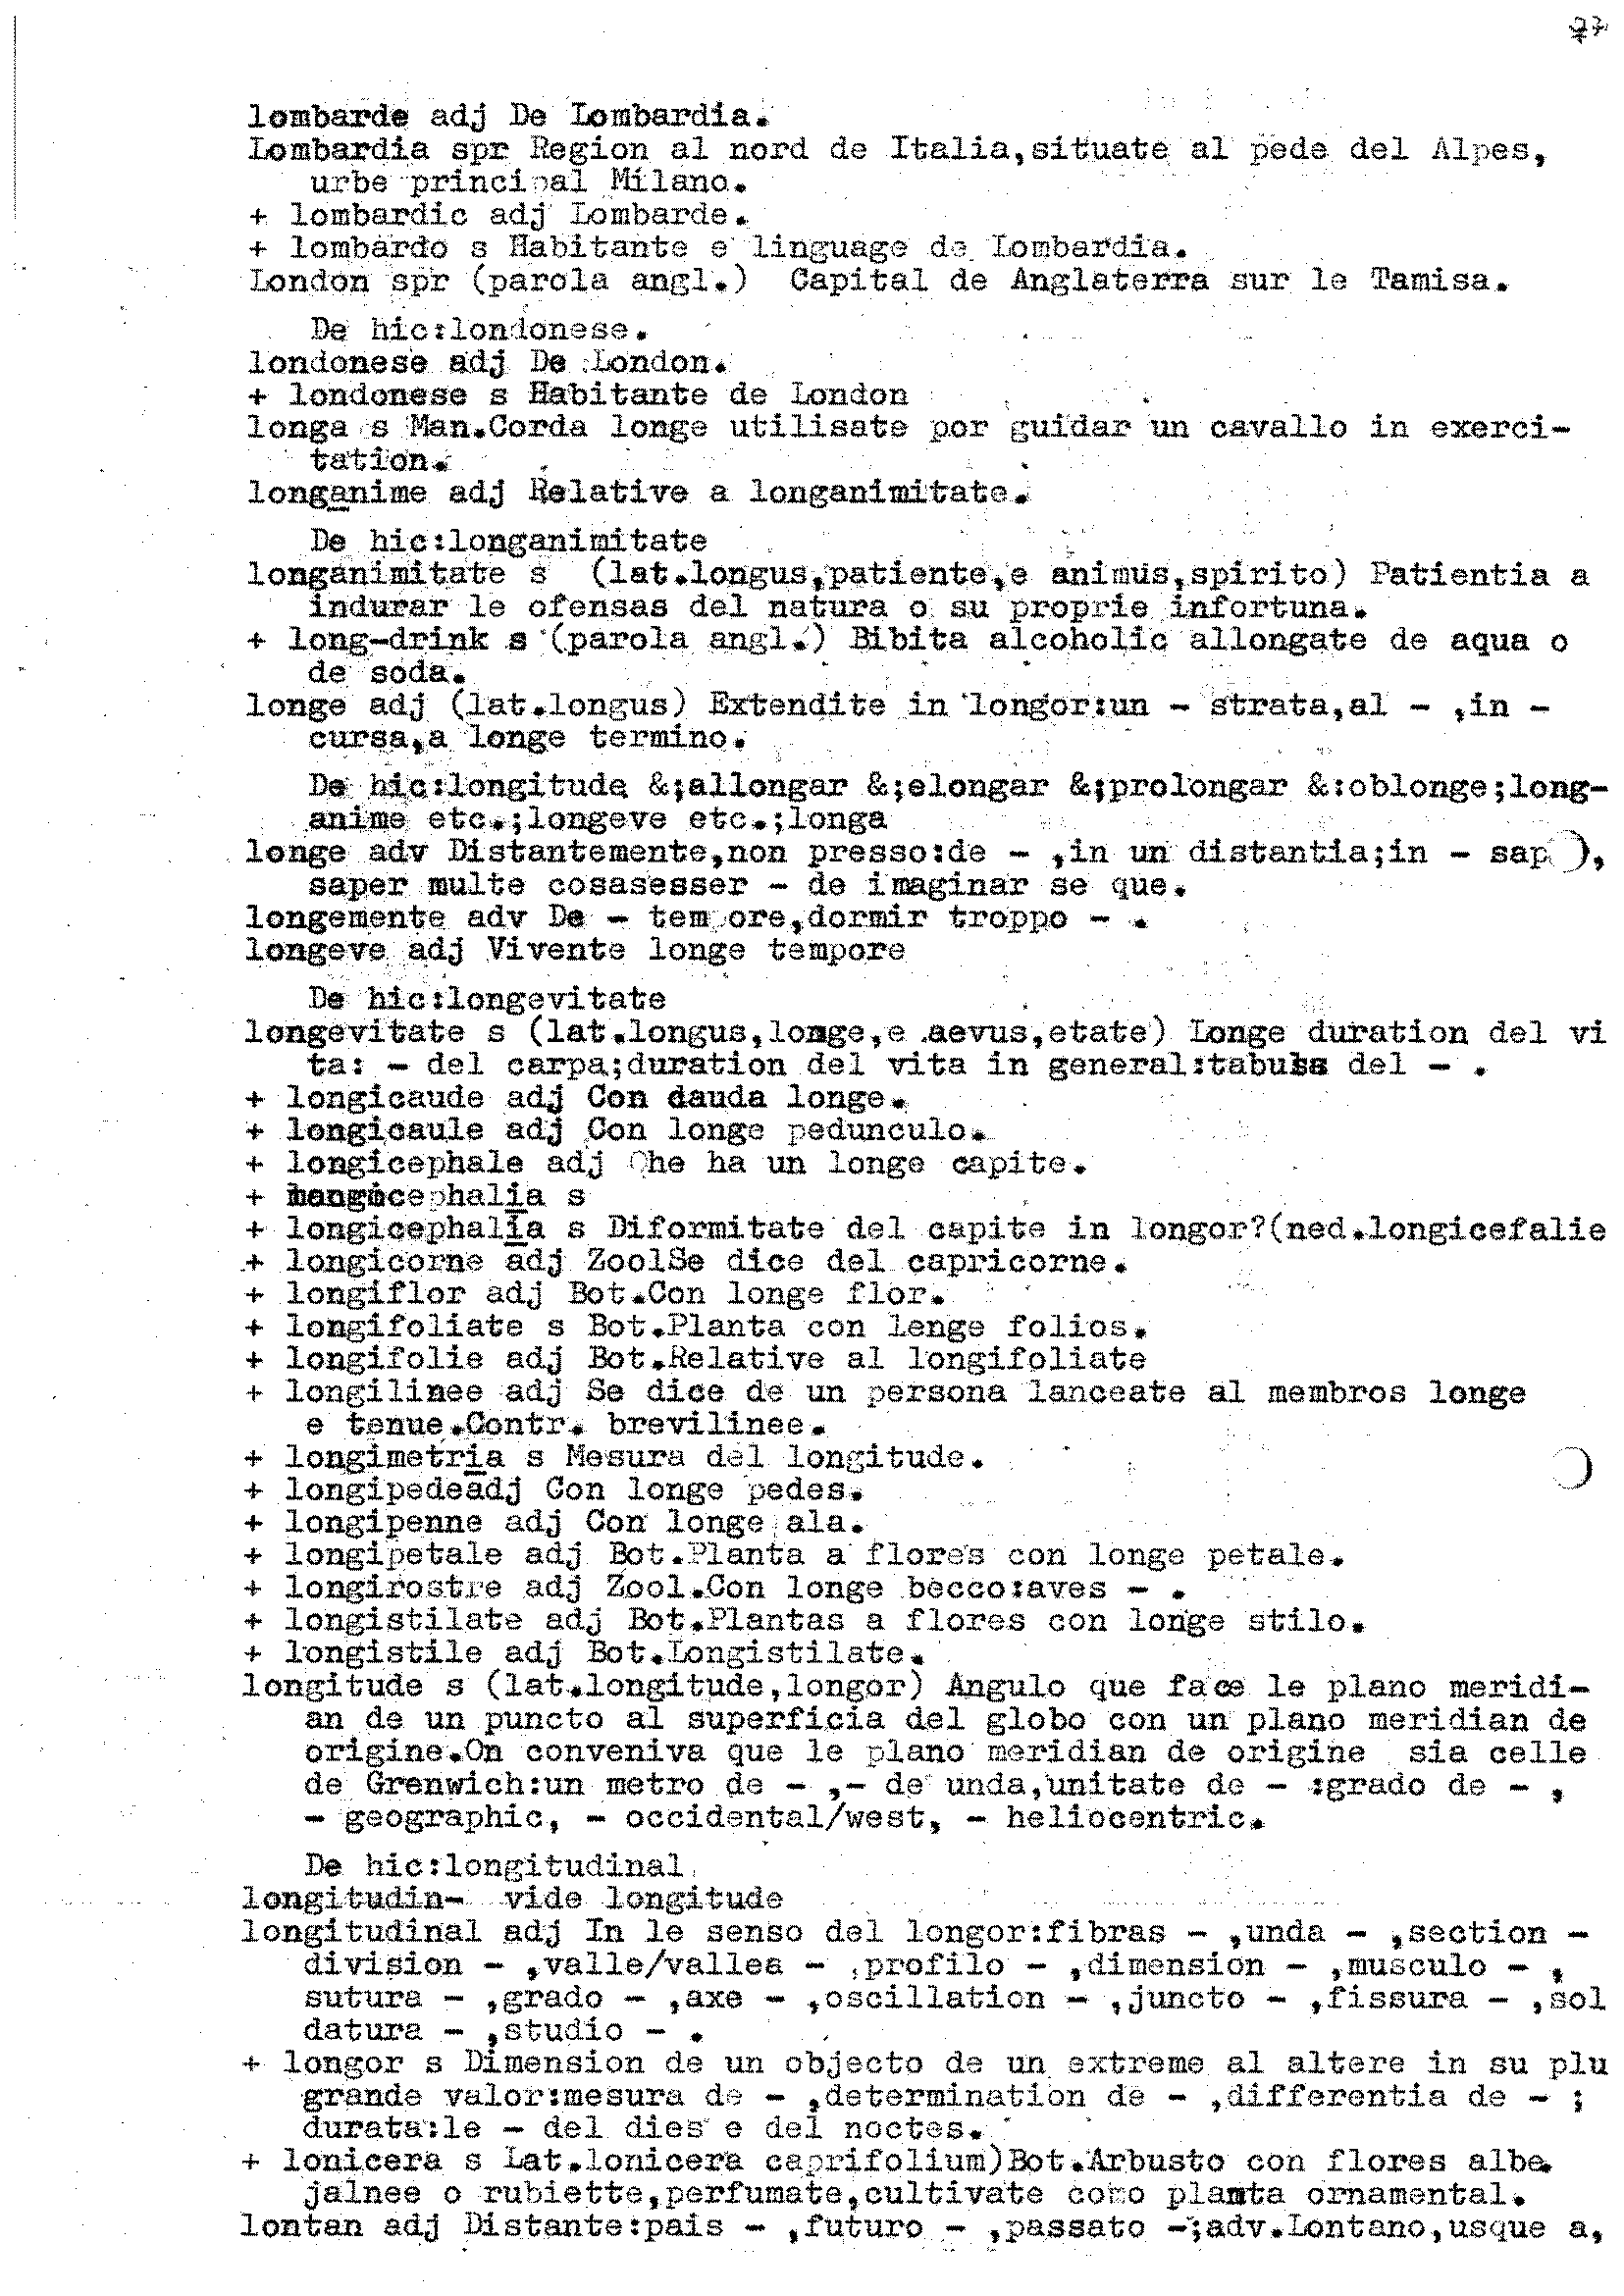 lombarde adj De Lombardia.
Lombardia spr Region al nord de Italia,situate al pede del Alpes,
urbe principal Milano.
+ lombardic adj Lombarde.
+ lombardo s Habitante e linguage de Lombardia.
London spr (parola angl.) Capital de Anglaterra sur le Tamisa.
De hic:londonese.
londonese adj De London.
+ londonese s Habitante de London
longa s Man.Corda longe utilisate por guidar un cavallo in exerci-
tation.
longanime adj Relative a longanimitate.
De hic:longanimitate
longanimitate s (lat.longus,patiente,e animus,spirito) Patientia a
indurar le ofensas del natura o su proprie infortuna.
+ long-drink s (parola angl.) Bibita alcoholic allongate de aqua o
de soda.
longe adj (lat.longus) Extendite in longor:un - strata,al - ,in -
cursa,a longe termino.
De hic:longitude &;allongar &;elongar &;prolongar &:oblonge;long-
anime etc.;longeve etc.;longa
longe adv Distantemente,non presso:de - ,in un distantia;in - sap ),
saper multe cosasesser - de imaginar se que.
longemente adv De - tempore,dormir troppo - .
longeve adj Vivente longe tempore
De hic:longevitate
longevitate s (lat.longus,longe,e aevus,etate) Longe duration del vi
ta: - del carpa;duration del vita in general:tabula del - .
+ longicaude adj Con dauda longe.
+ longicaule adj Con longe pedunculo.
+ longicephale adj Che ha un longe capite.
+ cephalia s
+ longicephalia s Diformitate del capite in longor?(ned.longicefalie
+ longicorne adj ZoolSe dice del capricorne.
+ longiflor adj Bot.Con longe flor.
+ longifoliate s Bot.Planta con lenge folios.
+ longifolie adj Bot.Relative al longifoliate
+ longilinee adj Se dice de un persona lanceate al membros longe
e tenue.Contr. brevilinee.
+ longimetria s Mesura del longitude.
+ longipedeadj Con longe pedes.
+ longipenne adj Con longe ala.
+ longipetale adj Bot.Planta a flores con longe petale.
+ longirostre adj Zool.Con longe becco:aves - .
+ longistilate adj Bot.Plantas a flores con longe stilo.
+ longistile adj Bot.Longistilate.
longitude s (lat.longitude,longor) Angulo que face le plano meridi-
an de un puncto al superficia del globo con un plano meridian de
origine.On conveniva que le plano meridian de origine sia celle
de Grenwich:un metro de - ,- de unda,unitate de - :grado de - ,
- geographic, - occidental/west, - heliocentric.
De hic:longitudinal
longitudin- vide longitude
longitudinal adj In le senso del longor:fibras - ,unda - ,section -
division - ,valle/vallea - ,profilo - ,dimension - ,musculo - ,
sutura - ,grado - ,axe - ,oscillation - ,juncto - ,fissura - ,sol
datura - ,studio - .
+ longor s Dimension de un objecto de un extreme al altere in su plu
grande valor:mesura de - ,determination de - ,differentia de - ;
durata:le - del dies e del noctes.
+ lonicera s Lat.lonicera caprifolium)Bot.Arbusto con flores albe.
jalnee o rubiette,perfumate,cultivate como planta ornamental.
lontan adj Distante:pais - ,futuro - ,passato -;adv.Lontano,usque a,